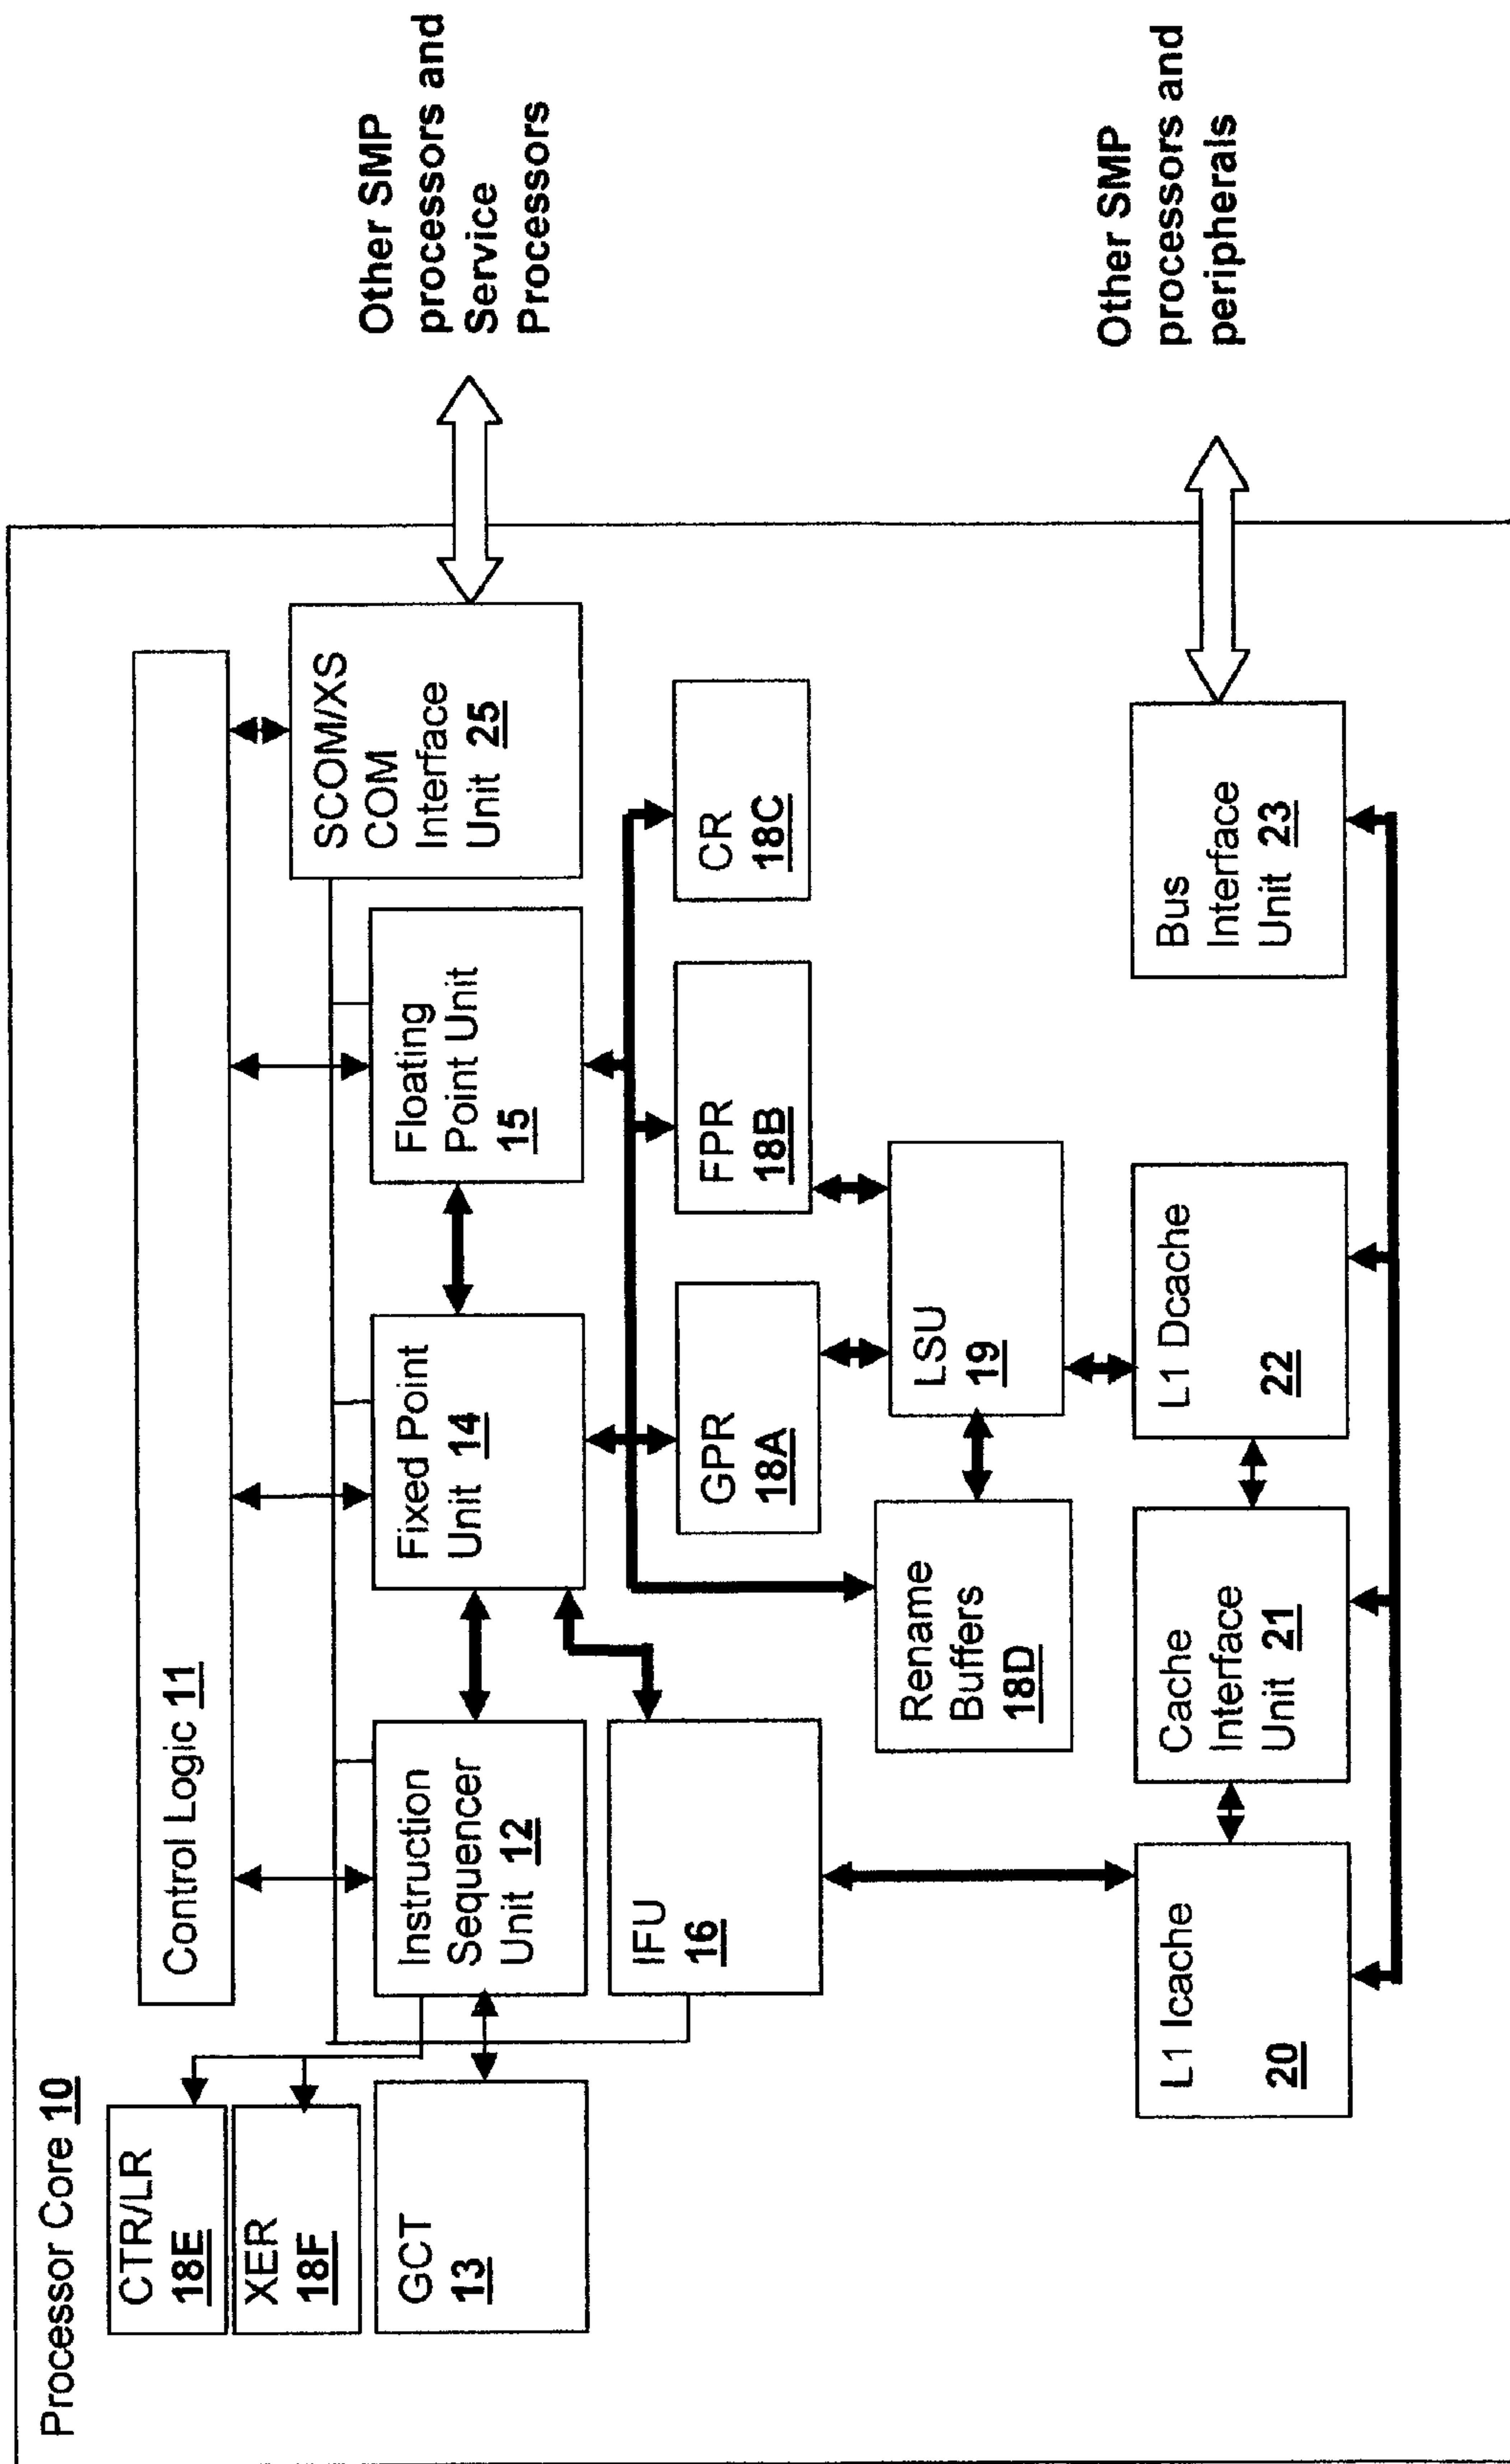 Processor Core 10
CTR/LR
18E
XER
18F
GCT
13
Control Logic 11
Instruction
Sequencer
Unit 12
Fixed Point
Unit 14
Floating
Point Unit
15
SCOM/XS
COM
Interface
Unit 25
Other SMP
processors and
Service
Processors
IFU
16
GPR
18A
FPR
18B
CR
18C
Rename
Buffers
18D
LSU
19
L1 Icache
20
Cache
Interface
Unit 21
L1 Dcache
22
Bus
Interface
Unit 23
Other SMP
processors and
peripherals